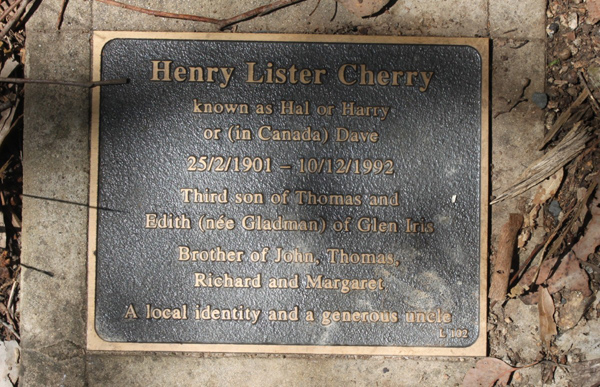 Henry Lister Cherry
known as Hal or Harry
or (in Canada) Dave
25/2/1901 – 10/12/1992
Third son of Thomas and
Edith (née Gladman) of Glen Iris
Brother of John, Thomas,
Richard and Margaret
A local identity and a generous uncle
L 102